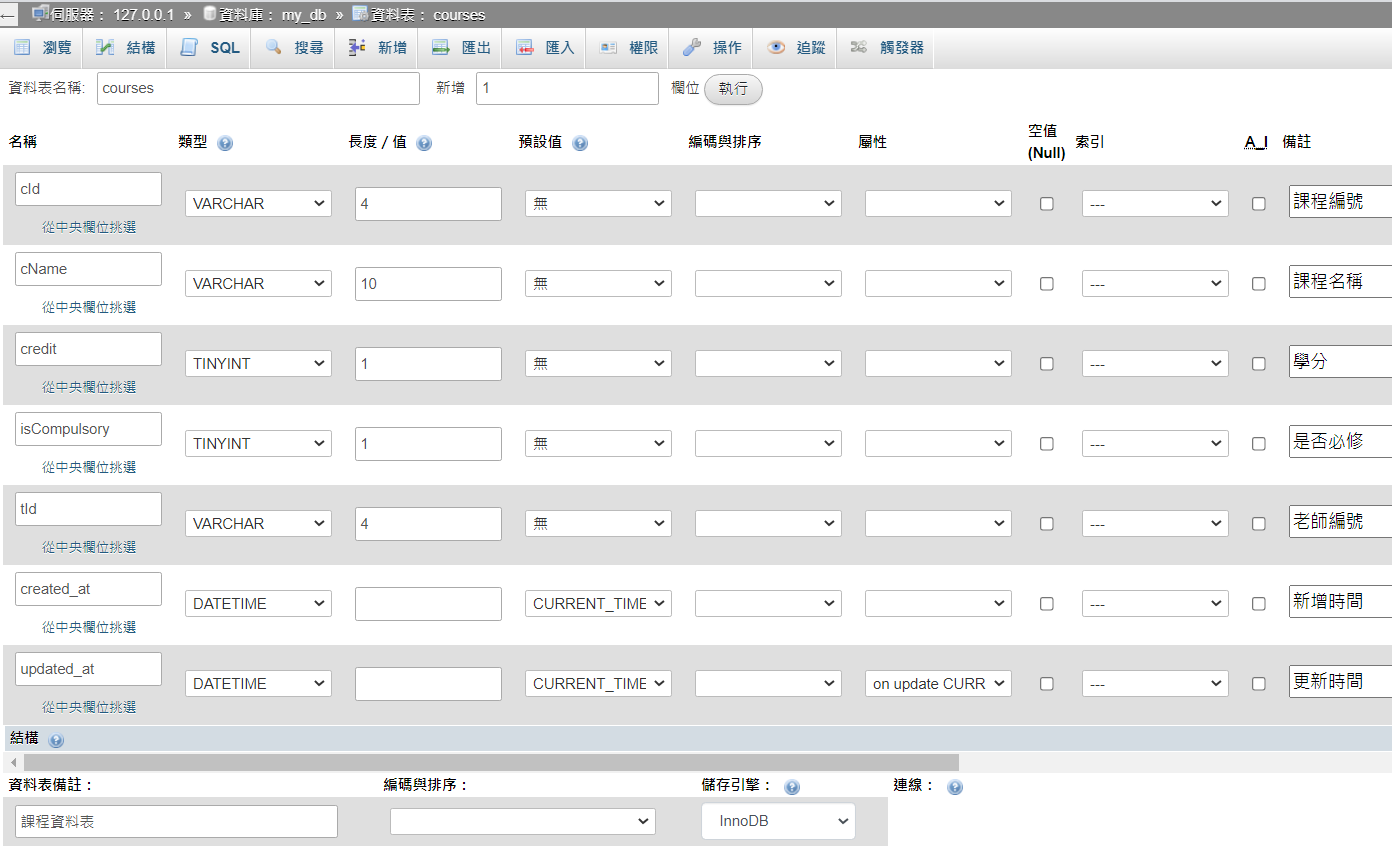 伺服器： 127.0.0.1 » 資料庫： my_db » 資料表： courses
瀏覽 結構 SQL 搜尋 新增 匯出 匯入 權限 操作 追蹤 觸發器
資料表名稱: courses 新增 1 欄位 執行
名稱 類型 長度 / 值 預設值 編碼與排序 屬性 空值 (Null) 索引 A_I 備註
cId VARCHAR 4 無 --- 課程編號
從中央欄位挑選
cName VARCHAR 10 無 --- 課程名稱
從中央欄位挑選
credit TINYINT 1 無 --- 學分
從中央欄位挑選
isCompulsory TINYINT 1 無 --- 是否必修
從中央欄位挑選
tId VARCHAR 4 無 --- 老師編號
從中央欄位挑選
created_at DATETIME CURRENT_TIME --- 新增時間
從中央欄位挑選
updated_at DATETIME CURRENT_TIME on update CURR --- 更新時間
從中央欄位挑選
結構
資料表備註： 編碼與排序： 儲存引擎： 連線：
課程資料表 InnoDB